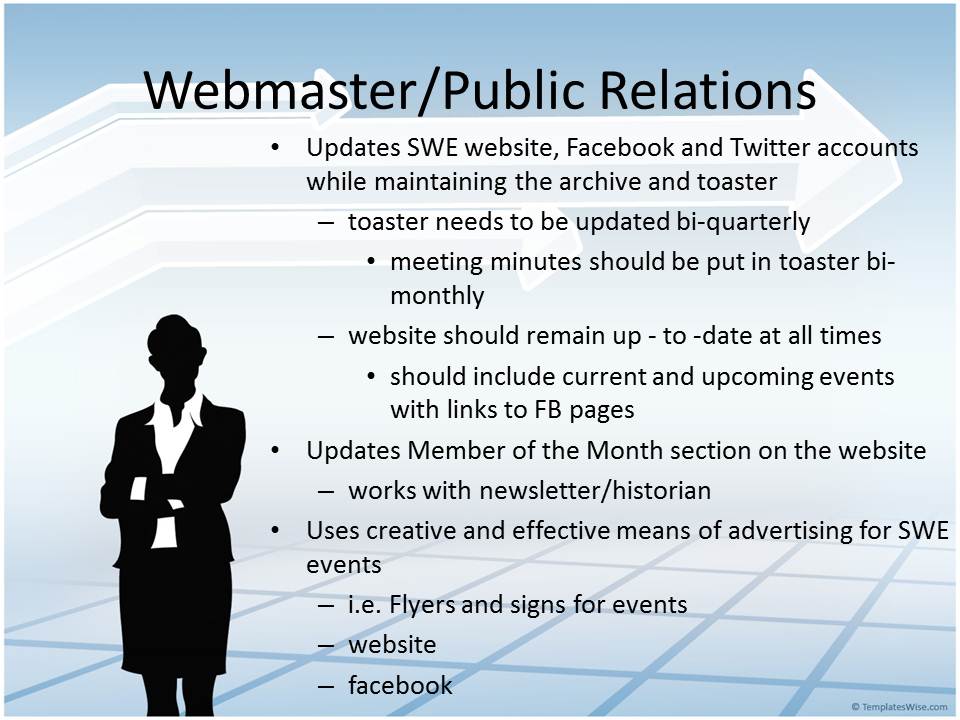 Webmaster/Public Relations
• Updates SWE website, Facebook and Twitter accounts
while maintaining the archive and toaster
– toaster needs to be updated bi-quarterly
• meeting minutes should be put in toaster bi-
monthly
– website should remain up - to -date at all times
• should include current and upcoming events
with links to FB pages
• Updates Member of the Month section on the website
– works with newsletter/historian
• Uses creative and effective means of advertising for SWE
events
– i.e. Flyers and signs for events
– website
– facebook
© TemplatesWise.com